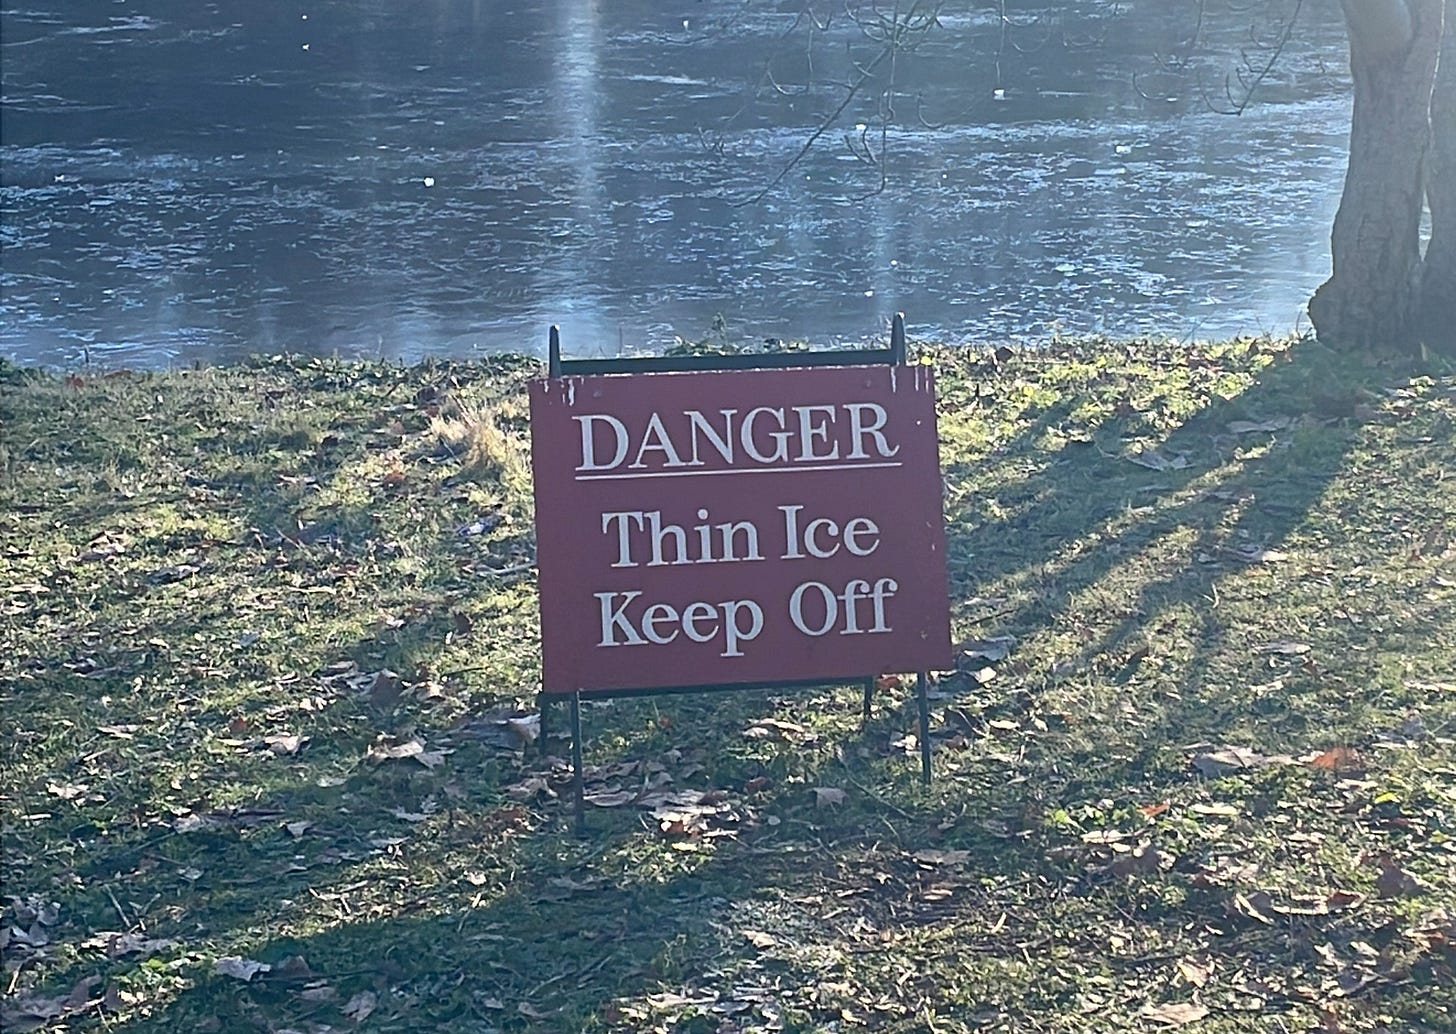 DANGER
Thin Ice
Keep Off